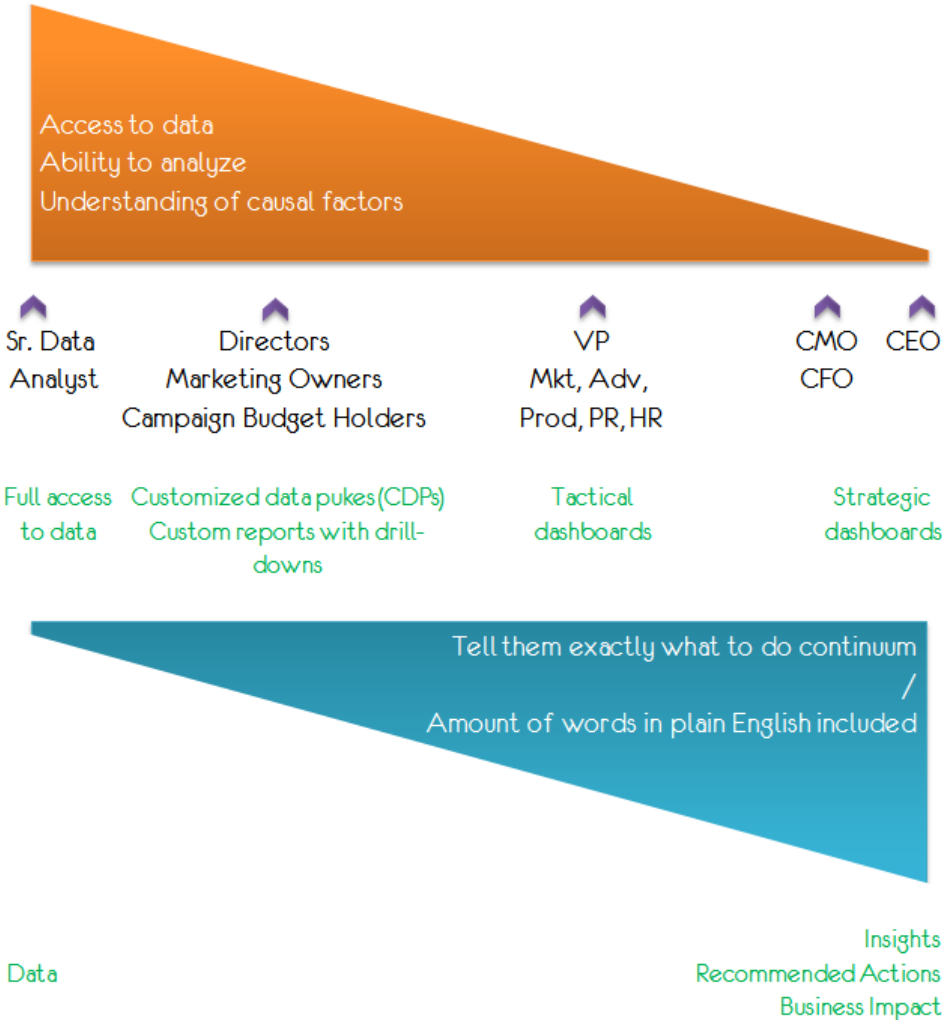 Access to data
Ability to analyze
Understanding of causal factors
Sr. Data
Analyst
Directors
Marketing Owners
Campaign Budget Holders
VP
Mkt, Adv,
Prod, PR, HR
CMO
CFO
CEO
Full access
to data
Customized data pukes (CDPs)
Custom reports with drill-
downs
Tactical
dashboards
Strategic
dashboards
Tell them exactly what to do continuum
/
Amount of words in plain English included
Data
Insights
Recommended Actions
Business Impact